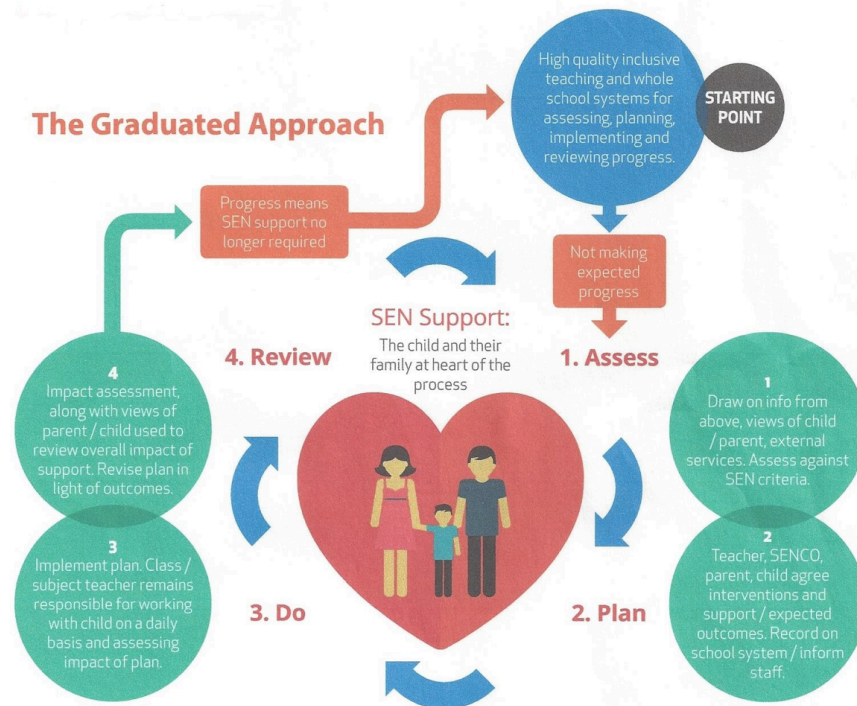 The Graduated Approach
High quality inclusive
teaching and whole
school systems for
assessing, planning,
implementing and
reviewing progress.
STARTING
POINT
Progress means
SEN support no
longer required
Not making
expected
progress
SEN Support:
The child and their
family at heart of the
process
4. Review
1. Assess
4
Impact assessment,
along with views of
parent / child used to
review overall impact of
support. Revise plan in
light of outcomes.
1
Draw on info from
above, views of child
/ parent, external
services. Assess against
SEN criteria.
3
Implement plan. Class /
subject teacher remains
responsible for working
with child on a daily
basis and assessing
impact of plan.
3. Do
2. Plan
2
Teacher, SENCO,
parent, child agree
interventions and
support / expected
outcomes. Record on
school system / inform
staff.